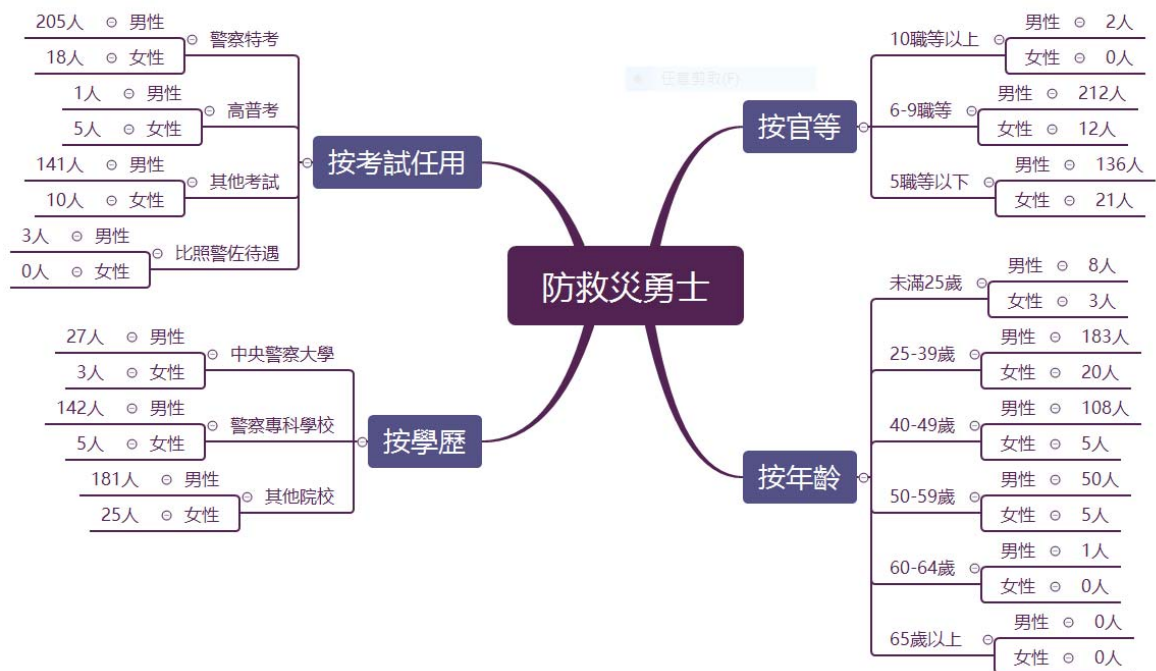 防救災勇士
按考試任用
警察特考
205人 男性
18人 女性
高普考
1人 男性
5人 女性
其他考試
141人 男性
10人 女性
比照警佐待遇
3人 男性
0人 女性
按學歷
中央警察大學
27人 男性
3人 女性
警察專科學校
142人 男性
5人 女性
其他院校
181人 男性
25人 女性
任意剪取(F)
按官等
10職等以上
男性 2人
女性 0人
6-9職等
男性 212人
女性 12人
5職等以下
男性 136人
女性 21人
按年齡
未滿25歲
男性 8人
女性 3人
25-39歲
男性 183人
女性 20人
40-49歲
男性 108人
女性 5人
50-59歲
男性 50人
女性 5人
60-64歲
男性 1人
女性 0人
65歲以上
男性 0人
女性 0人